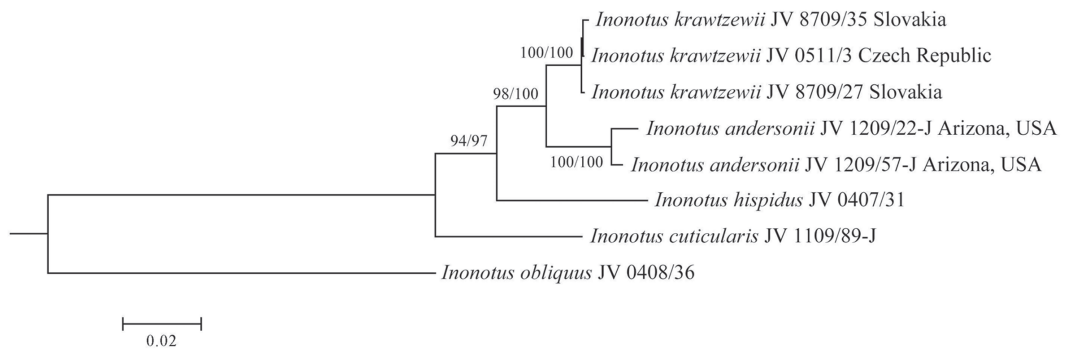 Inonotus krawtzewii JV 8709/35 Slovakia
100/100
Inonotus krawtzewii JV 0511/3 Czech Republic
98/100
Inonotus krawtzewii JV 8709/27 Slovakia
Inonotus andersonii JV 1209/22-J Arizona, USA
94/97
100/100
Inonotus andersonii JV 1209/57-J Arizona, USA
Inonotus hispidus JV 0407/31
Inonotus cuticularis JV 1109/89-J
Inonotus obliquus JV 0408/36
0.02